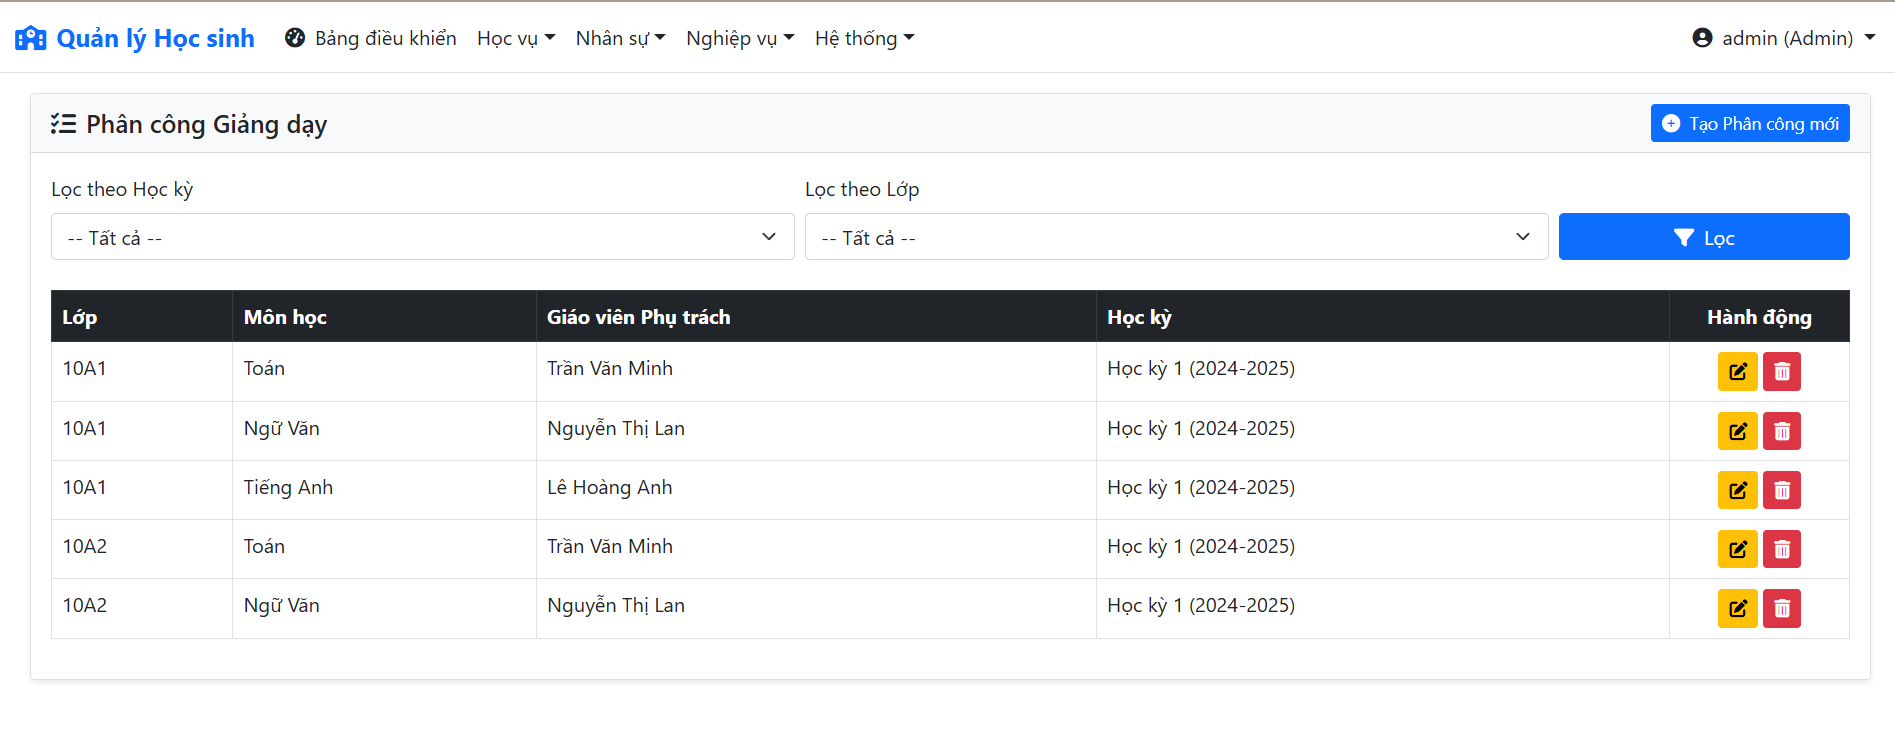 Quản lý Học sinh Bảng điều khiển Học vụ Nhân sự Nghiệp vụ Hệ thống admin (Admin)
Phân công Giảng dạy Tạo Phân công mới
Lọc theo Học kỳ Lọc theo Lớp
-- Tất cả -- -- Tất cả -- Lọc
Lớp Môn học Giáo viên Phụ trách Học kỳ Hành động
10A1 Toán Trần Văn Minh Học kỳ 1 (2024-2025)
10A1 Ngữ Văn Nguyễn Thị Lan Học kỳ 1 (2024-2025)
10A1 Tiếng Anh Lê Hoàng Anh Học kỳ 1 (2024-2025)
10A2 Toán Trần Văn Minh Học kỳ 1 (2024-2025)
10A2 Ngữ Văn Nguyễn Thị Lan Học kỳ 1 (2024-2025)